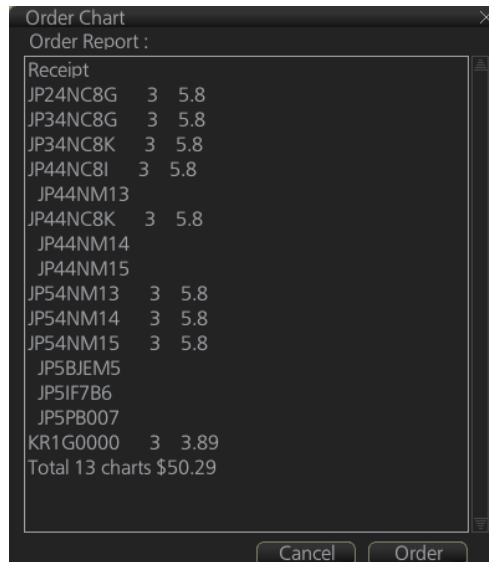 Order Chart
Order Report :
Receipt
JP24NC8G 3 5.8
JP34NC8G 3 5.8
JP34NC8K 3 5.8
JP44NC8I 3 5.8
JP44NM13
JP44NC8K 3 5.8
JP44NM14
JP44NM15
JP54NM13 3 5.8
JP54NM14 3 5.8
JP54NM15 3 5.8
JP5BJEM5
JP5IF7B6
JP5PB007
KR1G0000 3 3.89
Total 13 charts $50.29
Cancel Order